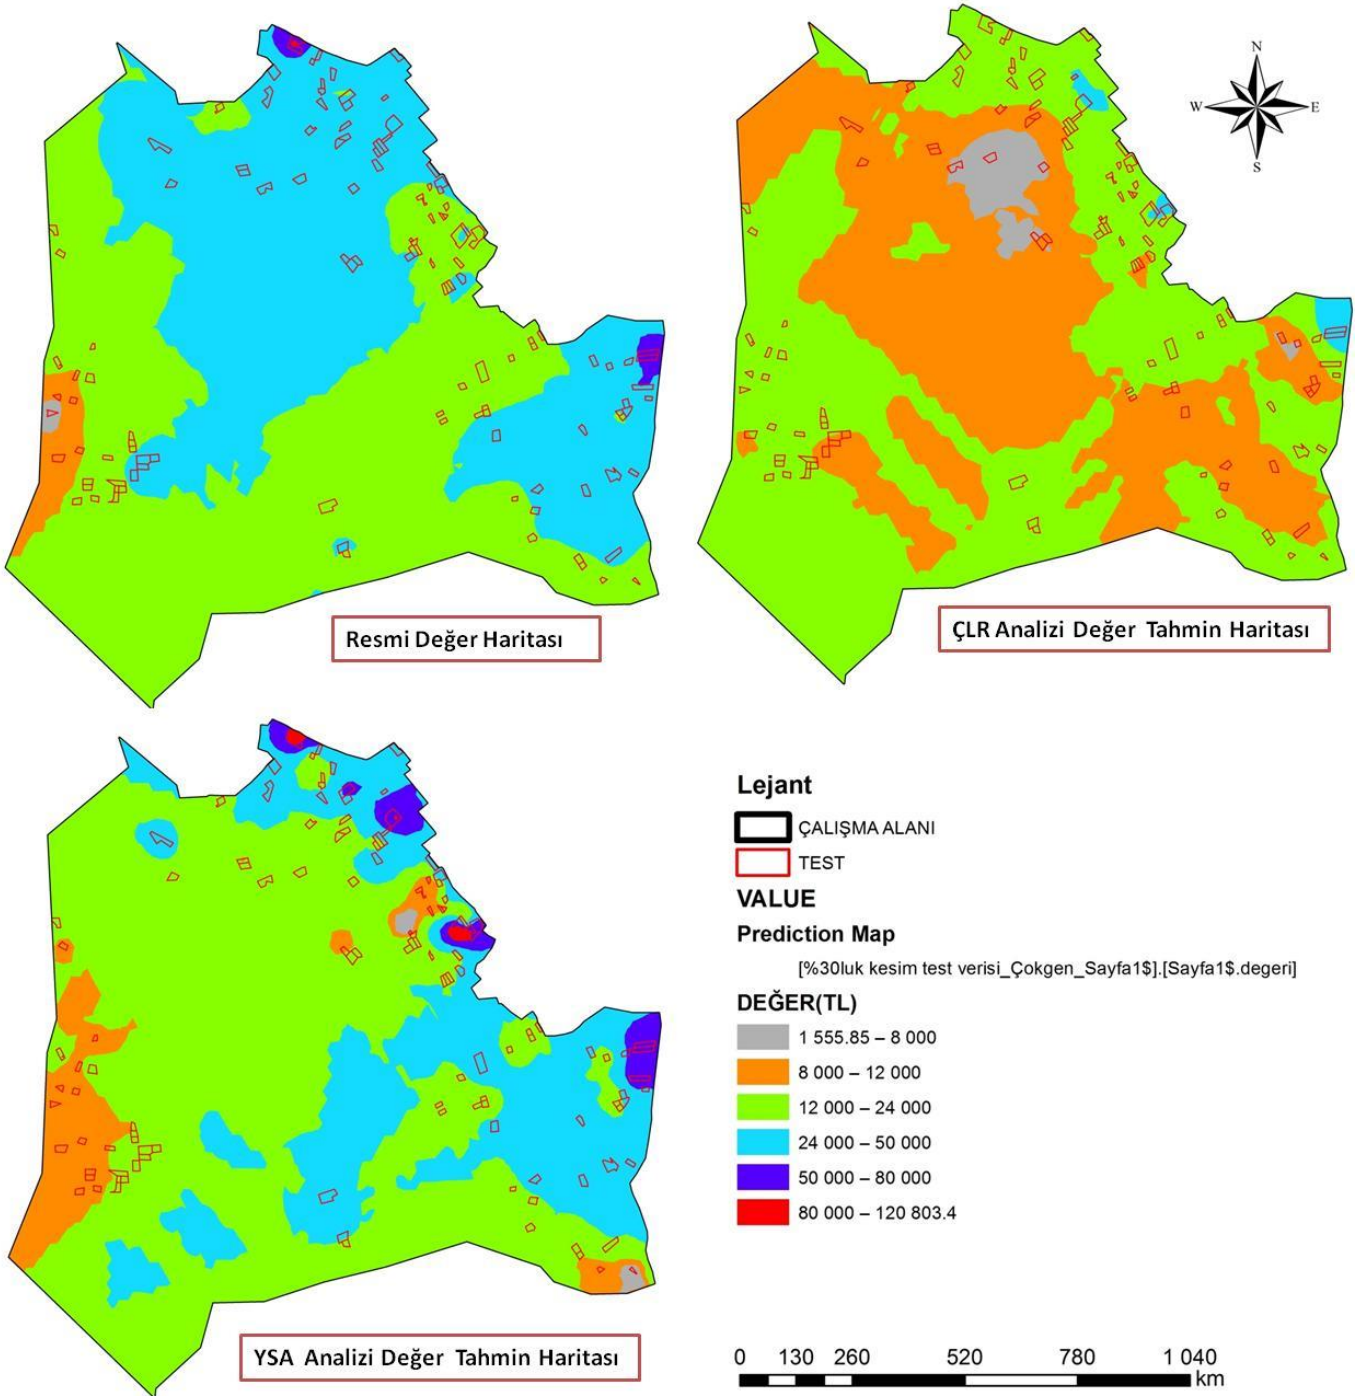 N
W
E
S
Resmi Değer Haritası
ÇLR Analizi Değer Tahmin Haritası
YSA Analizi Değer Tahmin Haritası
Lejant
ÇALIŞMA ALANI
TEST
VALUE
Prediction Map
[%30luk kesim test verisi_Çokgen_Sayfa1$].[Sayfa1$.degeri]
DEĞER(TL)
1 555.85 – 8 000
8 000 – 12 000
12 000 – 24 000
24 000 – 50 000
50 000 – 80 000
80 000 – 120 803.4
0 130 260 520 780 1 040
km